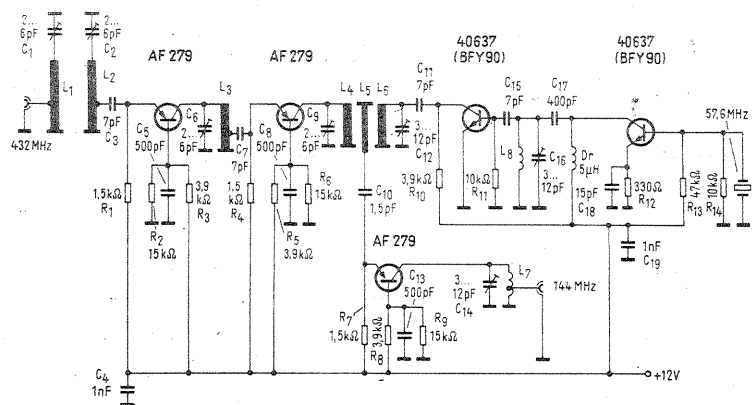 2...
6pF
C1
2...
6pF
C2
L1
L2
432MHz
7pF
C3
AF 279
C5
500pF
C6
2...
6pF
L3
C7
7pF
1,5kΩ
R1
R2
15kΩ
3,9
kΩ
R3
1,5
kΩ
R4
C4
1nF
AF 279
C8
500pF
C9
2...
6pF
R6
15kΩ
R5
3.9kΩ
L4
L5
L6
C10
1,5pF
C11
7pF
3...
12pF
C12
3,9kΩ
R10
40637
(BFY90)
10kΩ
R11
C15
7pF
L8
C16
3...
12pF
C17
400pF
Dr
5µH
40637
(BFY90)
15pF
C18
330Ω
R12
57,6MHz
47kΩ
R13
10kΩ
R14
1nF
C19
AF 279
C13
500pF
R7
1,5kΩ
3,9kΩ
R8
R9
15kΩ
3...
12pF
C14
L7
144MHz
+12V